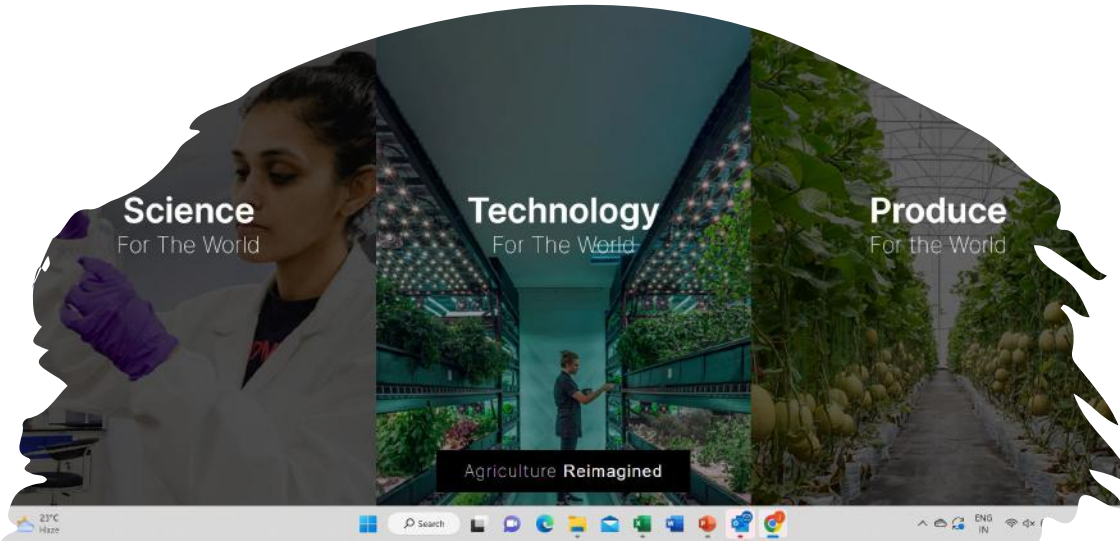 Science
For The World
Technology
For The World
Produce
For the World
Agriculture Reimagined
23°C
Haze
Search
ENG
IN